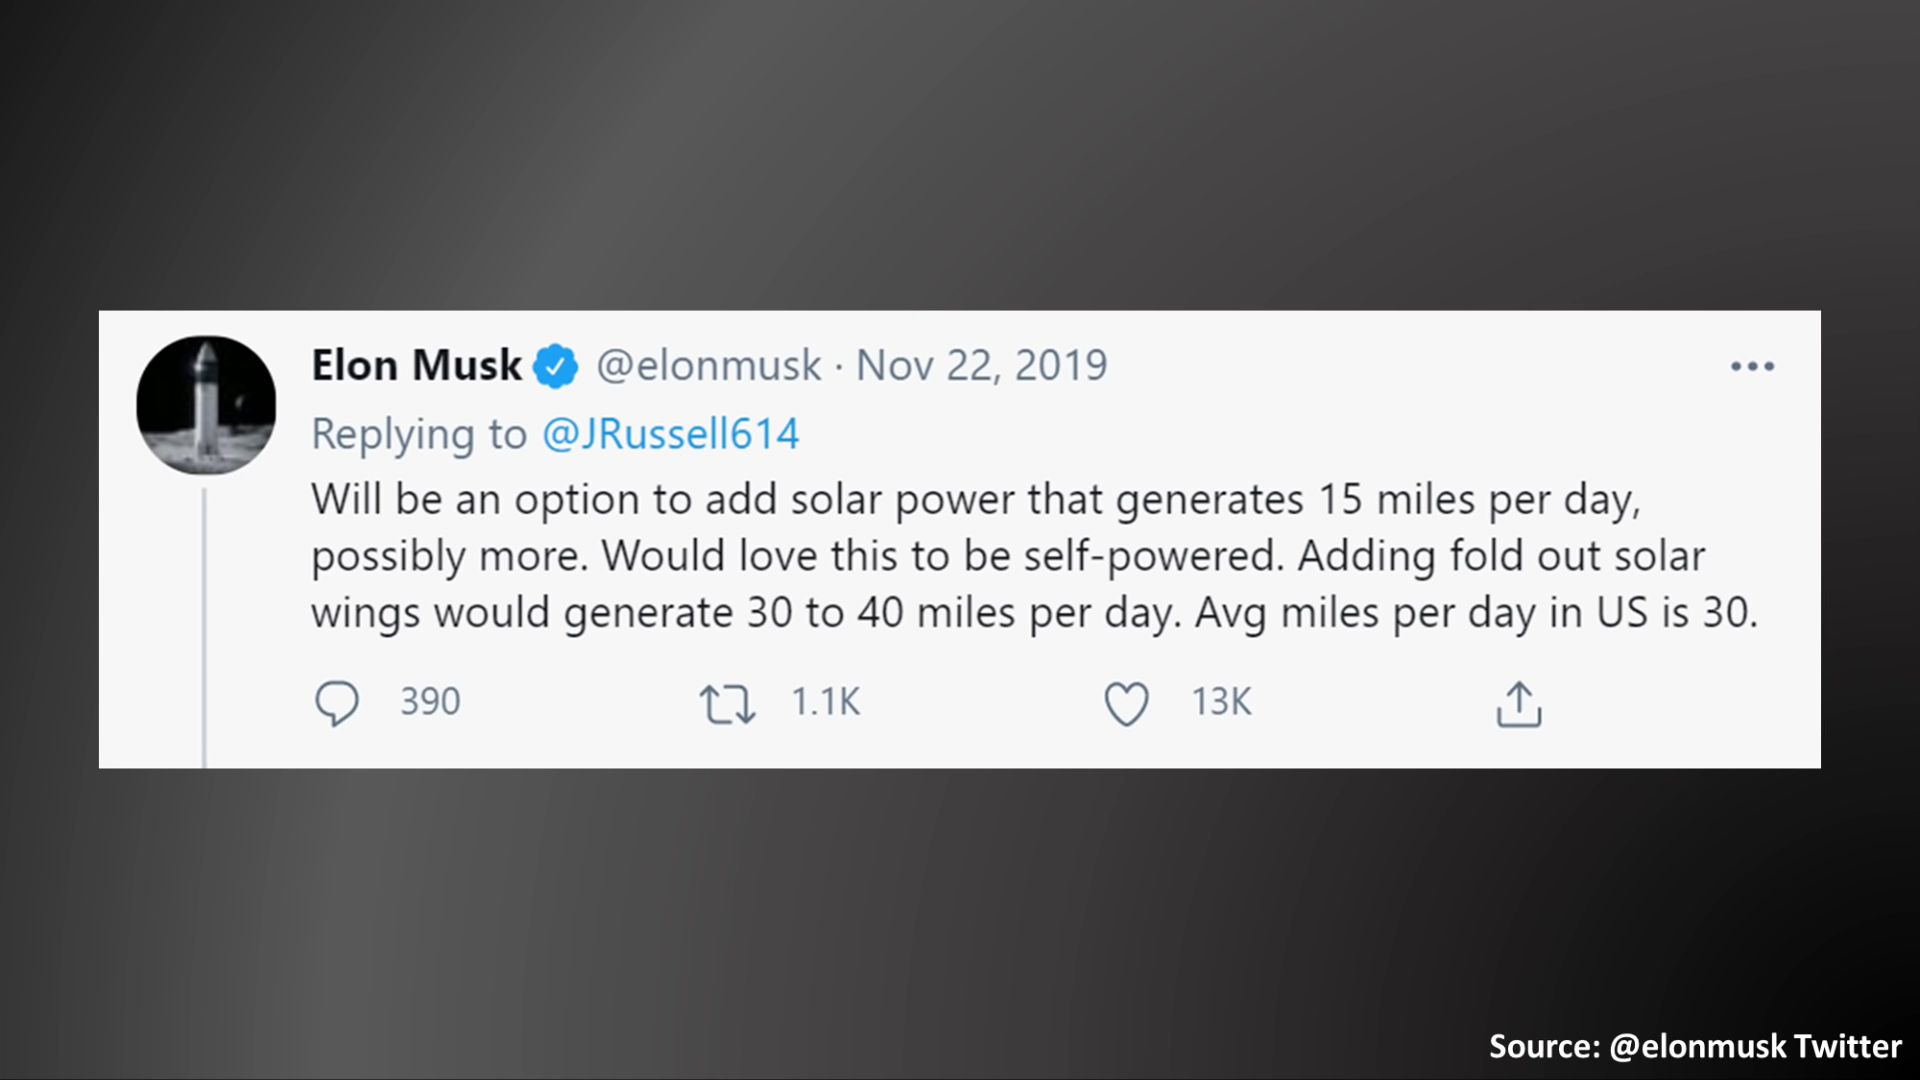 Elon Musk @elonmusk · Nov 22, 2019
Replying to @JRussell614
Will be an option to add solar power that generates 15 miles per day,
possibly more. Would love this to be self-powered. Adding fold out solar
wings would generate 30 to 40 miles per day. Avg miles per day in US is 30.
390 1.1K 13K
Source: @elonmusk Twitter